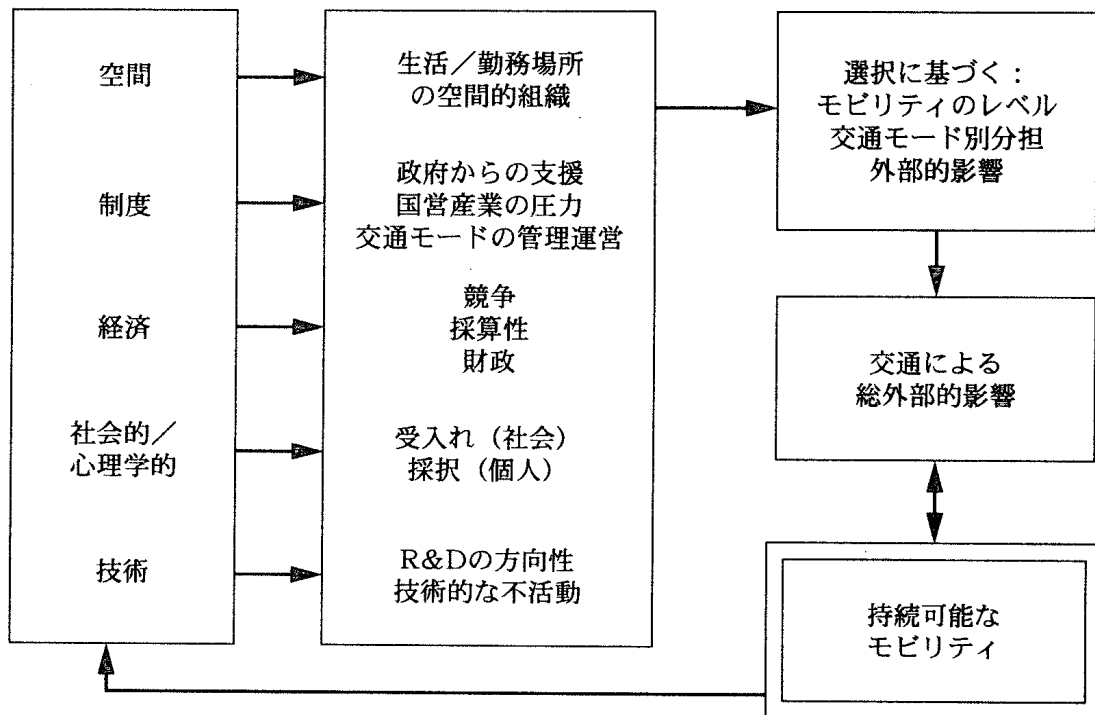 空間
制度
経済
社会的／
心理学的
技術
生活／勤務場所
の空間的組織
政府からの支援
国営産業の圧力
交通モードの管理運営
競争
採算性
財政
受入れ（社会）
採択（個人）
R&Dの方向性
技術的な不活動
選択に基づく：
モビリティのレベル
交通モード別分担
外部的影響
交通による
総外部的影響
持続可能な
モビリティ